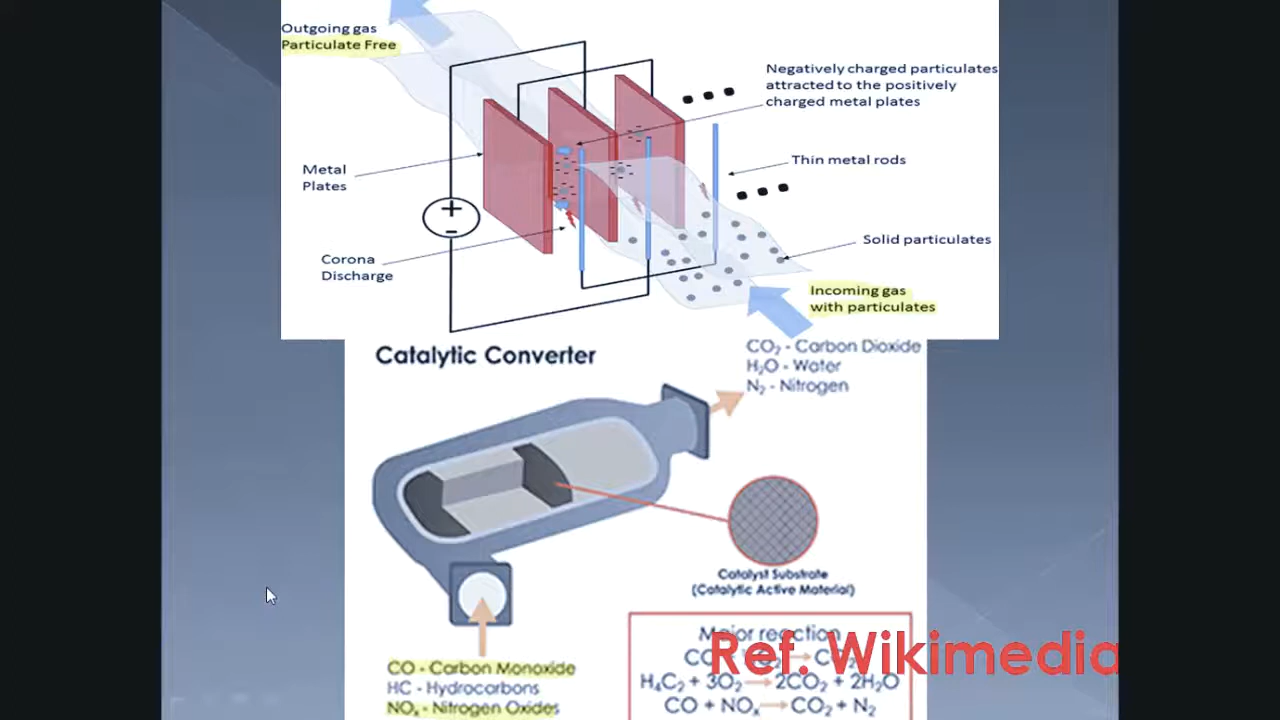 Outgoing gas
Particulate Free
Negatively charged particulates
attracted to the positively
charged metal plates
Metal
Plates
Thin metal rods
+
-
Corona
Discharge
Solid particulates
Incoming gas
with particulates
Catalytic Converter
CO₂ - Carbon Dioxide
H₂O - Water
N₂ - Nitrogen
Catalyst Substrate
(Catalytic Active Material)
CO - Carbon Monoxide
HC - Hydrocarbons
NOₓ - Nitrogen Oxides
Major reaction
H₄C₂ + 3O₂ → 2CO₂ + 2H₂O
CO + NOₓ → CO₂ + N₂
Ref. Wikimedia